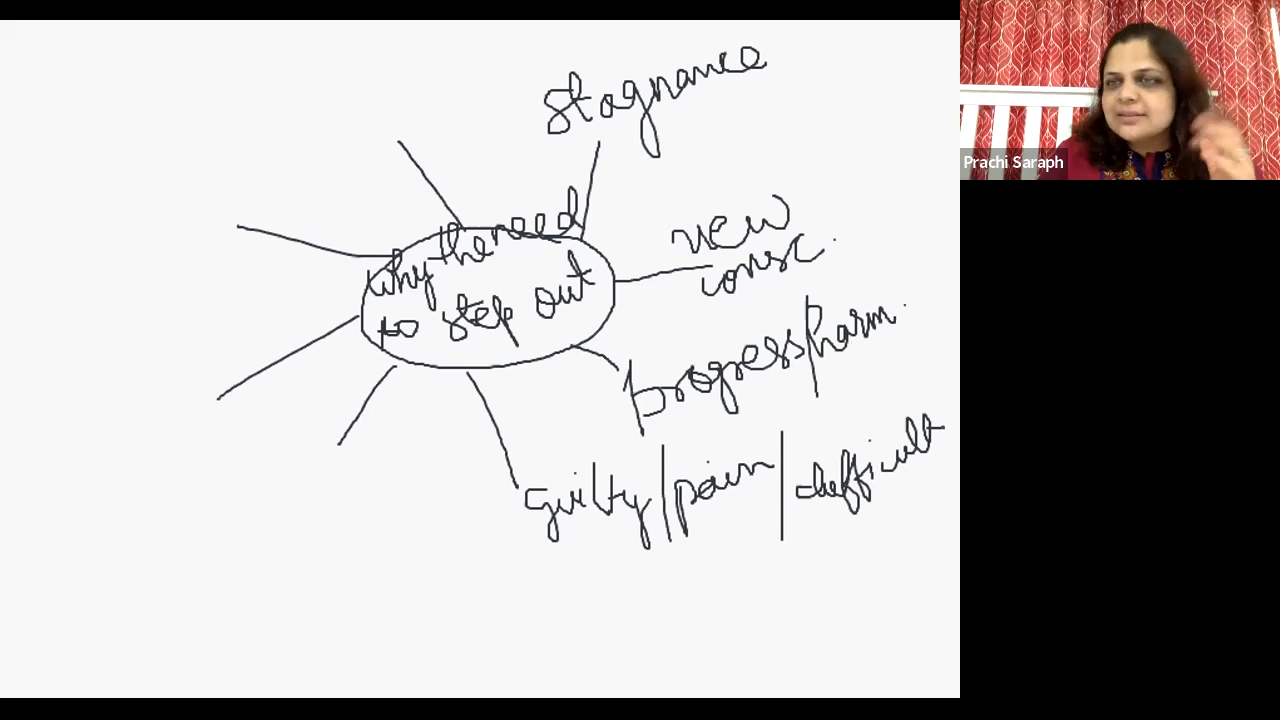 stagnance
why the need
to step out
new
consc.
progress/harm.
guilty/pain/difficult
Prachi Saraph